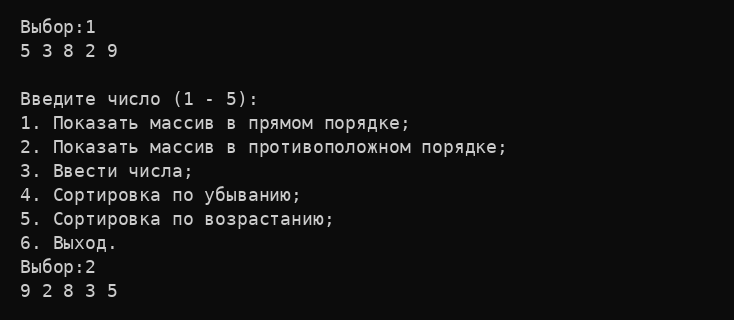 Выбор:1
5 3 8 2 9
Введите число (1 - 5):
1. Показать массив в прямом порядке;
2. Показать массив в противоположном порядке;
3. Ввести числа;
4. Сортировка по убыванию;
5. Сортировка по возрастанию;
6. Выход.
Выбор:2
9 2 8 3 5